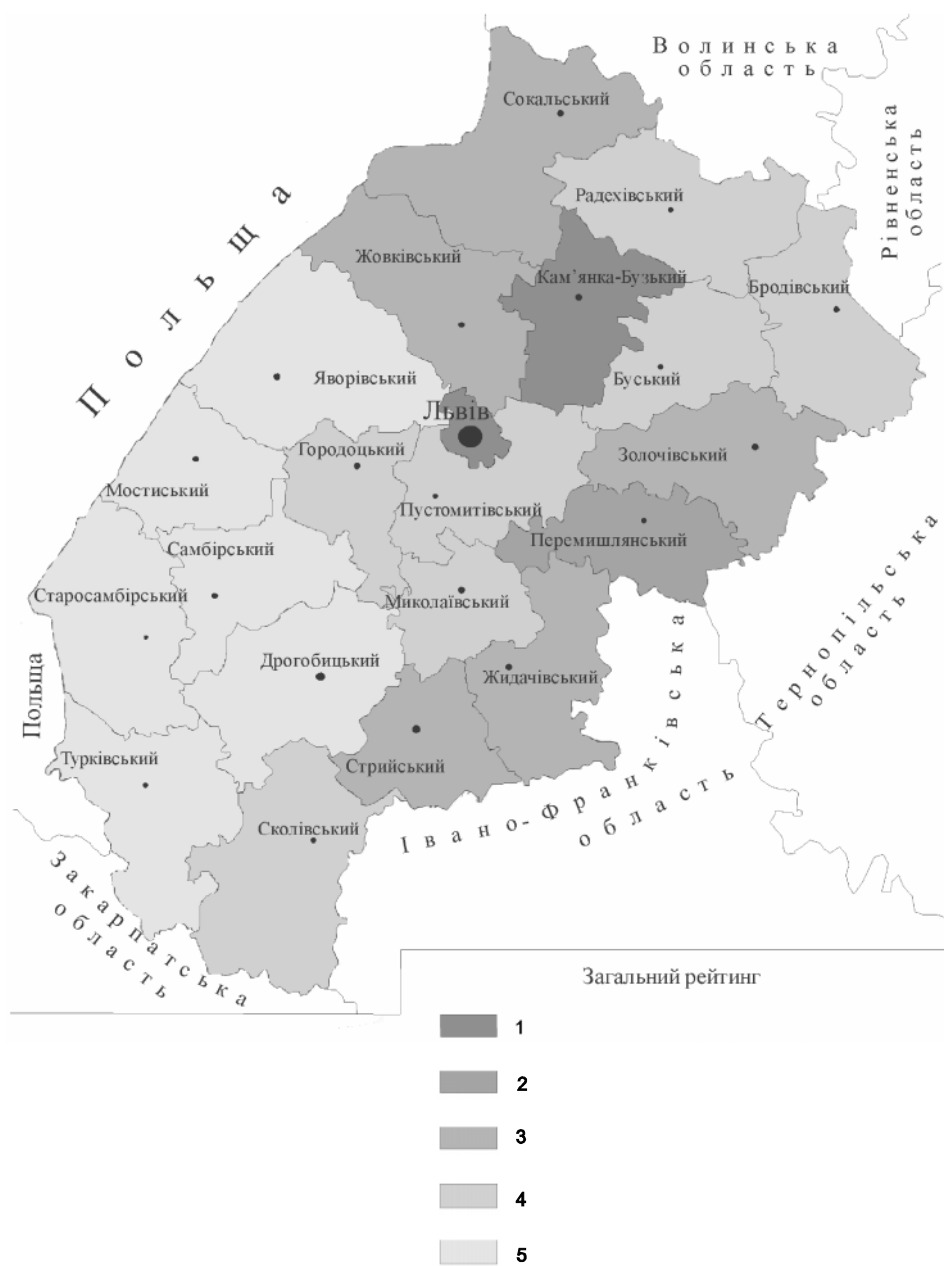 Волинська
область
Рівненська
область
Сокальський
Радехівський
Польща
Жовківський
Кам’янка-Бузький
Бродівський
Яворівський
Буський
Львів
Городоцький
Золочівський
Мостиський
Пустомитівський
Перемишлянський
Самбірський
Старосамбірський
Миколаївський
Тернопільська
область
Дрогобицький
Жидачівський
Польща
Стрийський
Турківський
Сколівський
Івано-Франківська
область
Закарпатська
область
Загальний рейтинг
1
2
3
4
5